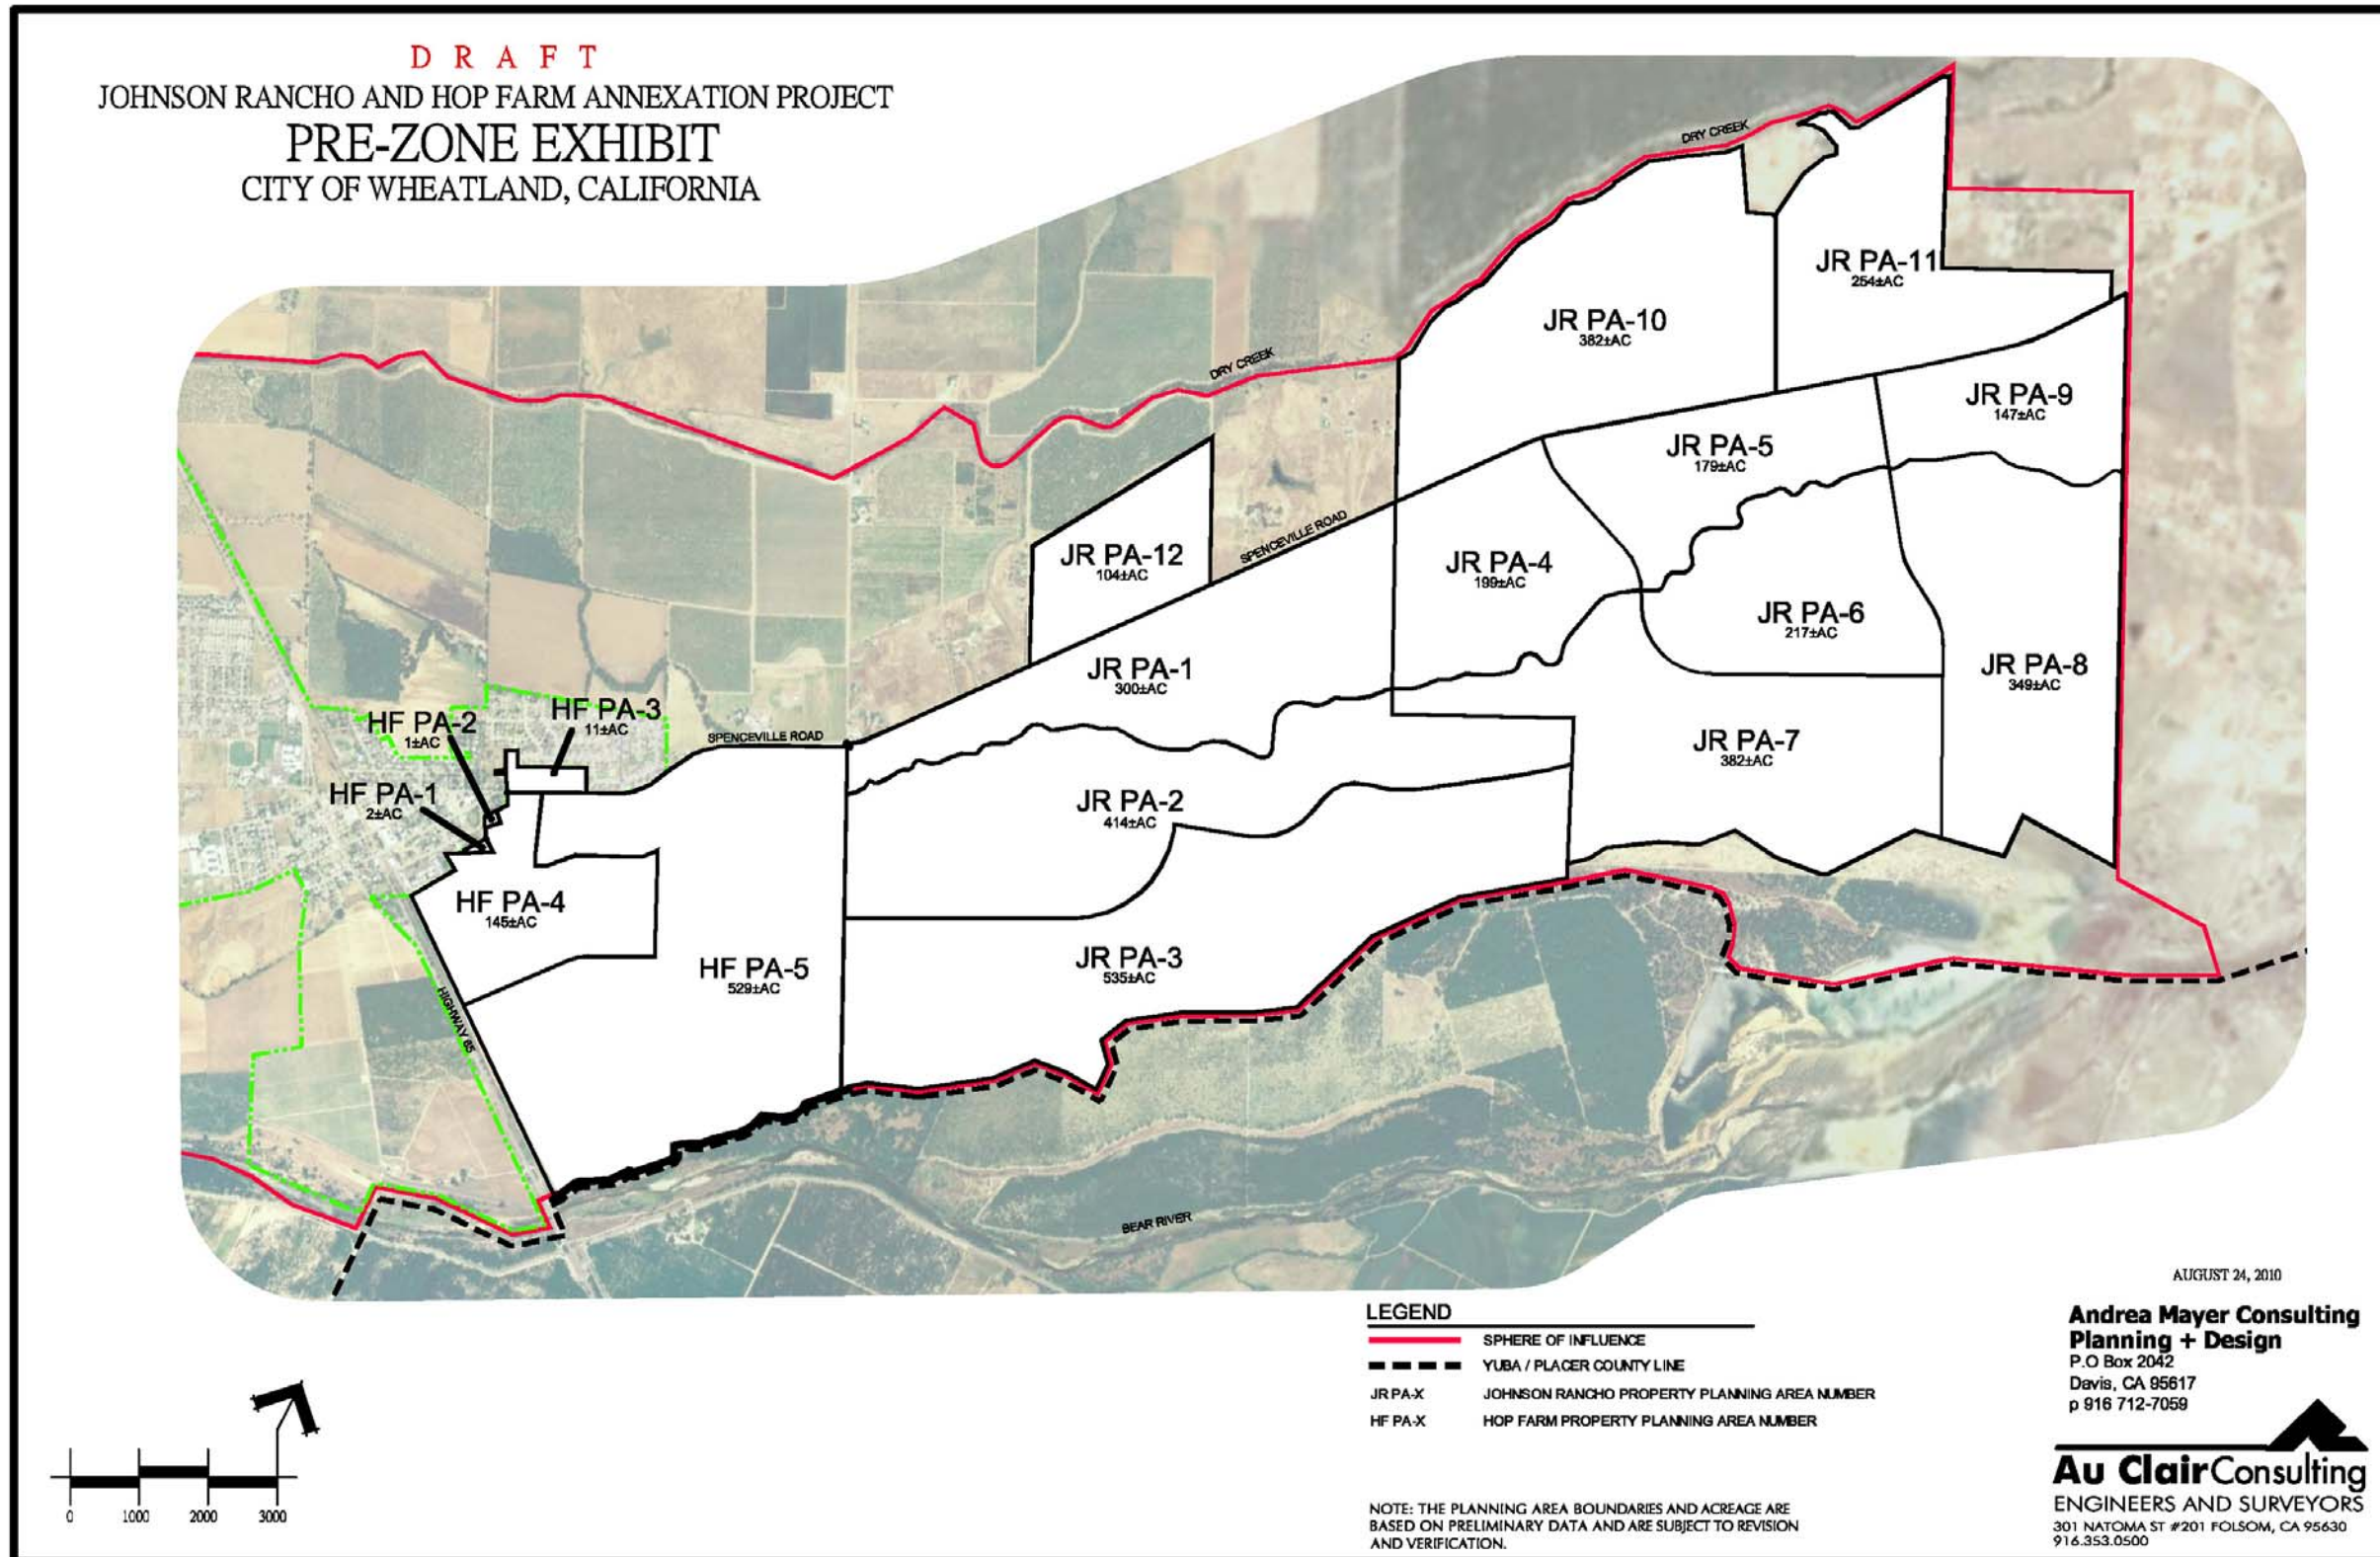 D R A F T
JOHNSON RANCHO AND HOP FARM ANNEXATION PROJECT
PRE-ZONE EXHIBIT
CITY OF WHEATLAND, CALIFORNIA
DRY CREEK
JR PA-11
254±AC
JR PA-10
382±AC
DRY CREEK
JR PA-9
147±AC
JR PA-5
179±AC
SPENCEVILLE ROAD
JR PA-12
104±AC
JR PA-4
199±AC
JR PA-6
217±AC
JR PA-1
300±AC
JR PA-8
349±AC
HF PA-2
1±AC
HF PA-3
11±AC
SPENCEVILLE ROAD
JR PA-7
382±AC
HF PA-1
2±AC
JR PA-2
414±AC
HF PA-4
145±AC
HF PA-5
529±AC
JR PA-3
535±AC
HIGHWAY 65
BEAR RIVER
AUGUST 24, 2010
LEGEND
SPHERE OF INFLUENCE
YUBA / PLACER COUNTY LINE
JR PA-X JOHNSON RANCHO PROPERTY PLANNING AREA NUMBER
HF PA-X HOP FARM PROPERTY PLANNING AREA NUMBER
Andrea Mayer Consulting
Planning + Design
P.O Box 2042
Davis, CA 95617
p 916 712-7059
Au Clair Consulting
ENGINEERS AND SURVEYORS
301 NATOMA ST #201 FOLSOM, CA 95630
916.353.0500
0 1000 2000 3000
NOTE: THE PLANNING AREA BOUNDARIES AND ACREAGE ARE
BASED ON PRELIMINARY DATA AND ARE SUBJECT TO REVISION
AND VERIFICATION.